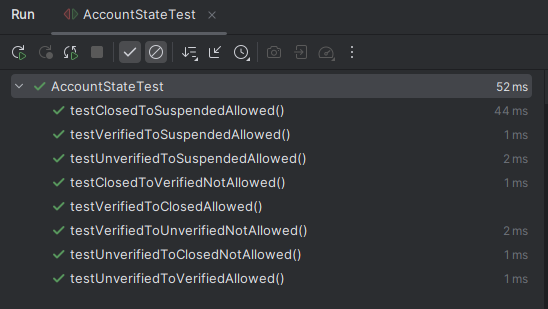 Run AccountStateTest
AccountStateTest 52 ms
testClosedToSuspendedAllowed() 44 ms
testVerifiedToSuspendedAllowed() 1 ms
testUnverifiedToSuspendedAllowed() 2 ms
testClosedToVerifiedNotAllowed() 1 ms
testVerifiedToClosedAllowed()
testVerifiedToUnverifiedNotAllowed() 2 ms
testUnverifiedToClosedNotAllowed() 1 ms
testUnverifiedToVerifiedAllowed() 1 ms